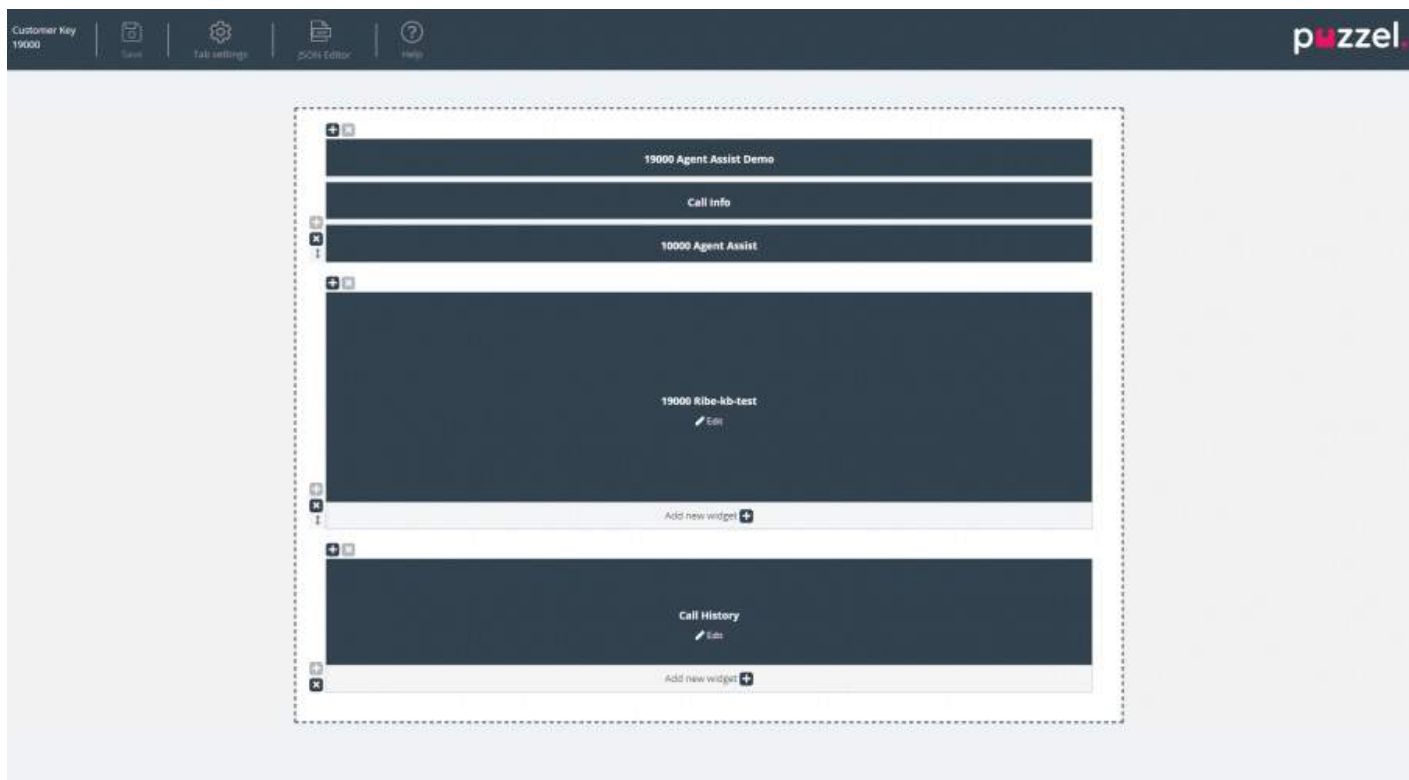 Customer Key
19000
Save
Tab settings
JSON Editor
Help
puzzel.
19000 Agent Assist Demo
Call Info
10000 Agent Assist
19000 Ribe-kb-test
Edit
Add new widget
Call History
Edit
Add new widget